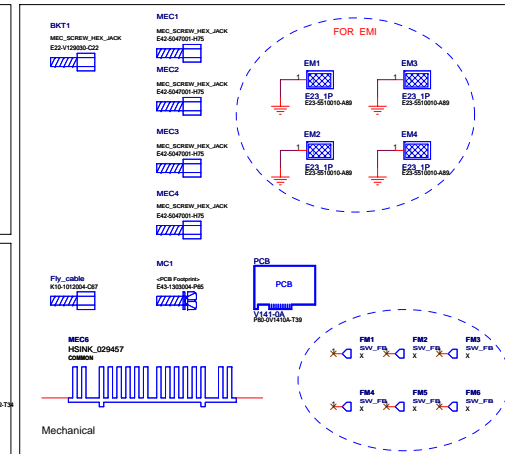 BKT1
MEC_SCREW_HEX_JACK
E22-V129030-C22
MEC1
MEC_SCREW_HEX_JACK
E42-5047001-H75
MEC2
MEC_SCREW_HEX_JACK
E42-5047001-H75
MEC3
MEC_SCREW_HEX_JACK
E42-5047001-H75
MEC4
MEC_SCREW_HEX_JACK
E42-5047001-H75
FOR EMI
EM1
1
E23_1P
E23-5510010-A89
EM3
1
E23_1P
E23-5510010-A89
EM2
1
E23_1P
E23-5510010-A89
EM4
1
E23_1P
E23-5510010-A89
Fly_cable
K10-1012004-C67
MC1
<PCB Footprint>
E43-1303004-P65
PCB
PCB
V141-0A
P80-0V1410A-T39
MEC6
HSINK_029457
COMMON
FM1
SW_FB
X
FM2
SW_FB
X
FM3
SW_FB
X
FM4
SW_FB
X
FM5
SW_FB
X
FM6
SW_FB
X
Mechanical